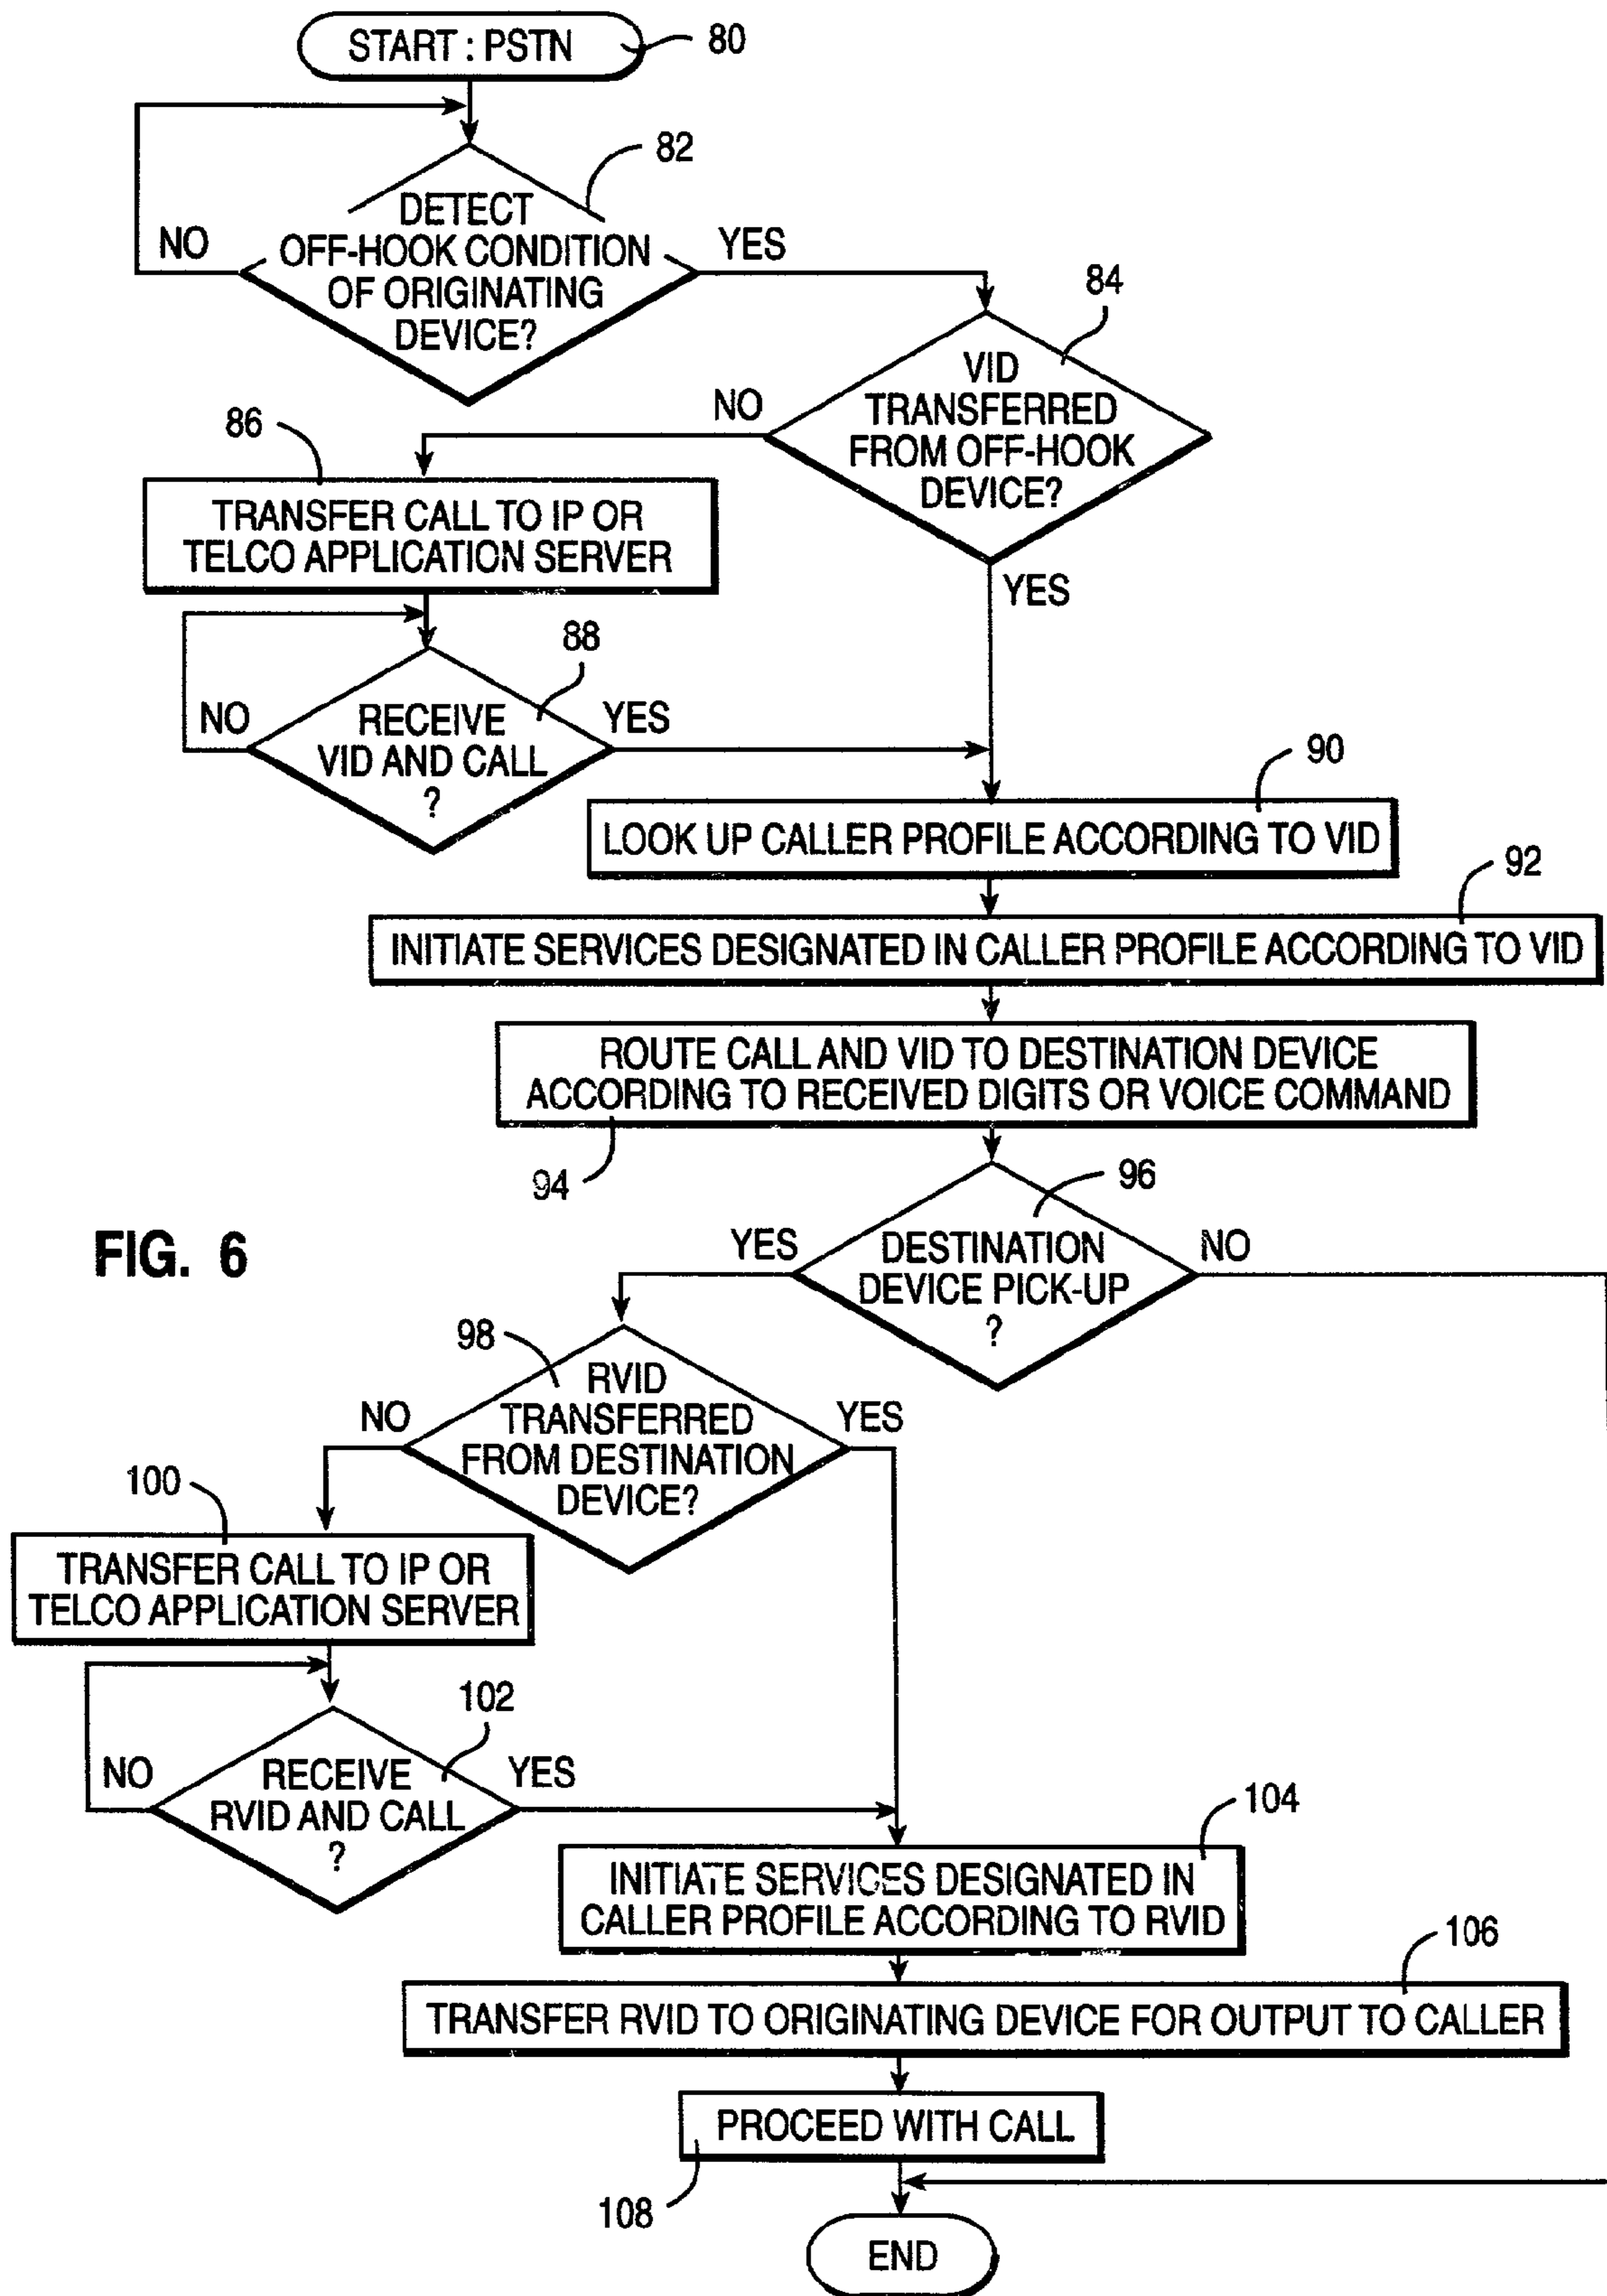 START : PSTN
80
82
DETECT
OFF-HOOK CONDITION
OF ORIGINATING
DEVICE?
NO
YES
84
VID
TRANSFERRED
FROM OFF-HOOK
DEVICE?
NO
YES
86
TRANSFER CALL TO IP OR
TELCO APPLICATION SERVER
88
RECEIVE
VID AND CALL
?
NO
YES
90
LOOK UP CALLER PROFILE ACCORDING TO VID
92
INITIATE SERVICES DESIGNATED IN CALLER PROFILE ACCORDING TO VID
ROUTE CALL AND VID TO DESTINATION DEVICE
ACCORDING TO RECEIVED DIGITS OR VOICE COMMAND
94
96
DESTINATION
DEVICE PICK-UP
?
YES
NO
FIG. 6
98
RVID
TRANSFERRED
FROM DESTINATION
DEVICE?
NO
YES
100
TRANSFER CALL TO IP OR
TELCO APPLICATION SERVER
102
RECEIVE
RVID AND CALL
?
NO
YES
104
INITIATE SERVICES DESIGNATED IN
CALLER PROFILE ACCORDING TO RVID
106
TRANSFER RVID TO ORIGINATING DEVICE FOR OUTPUT TO CALLER
PROCEED WITH CALL
108
END